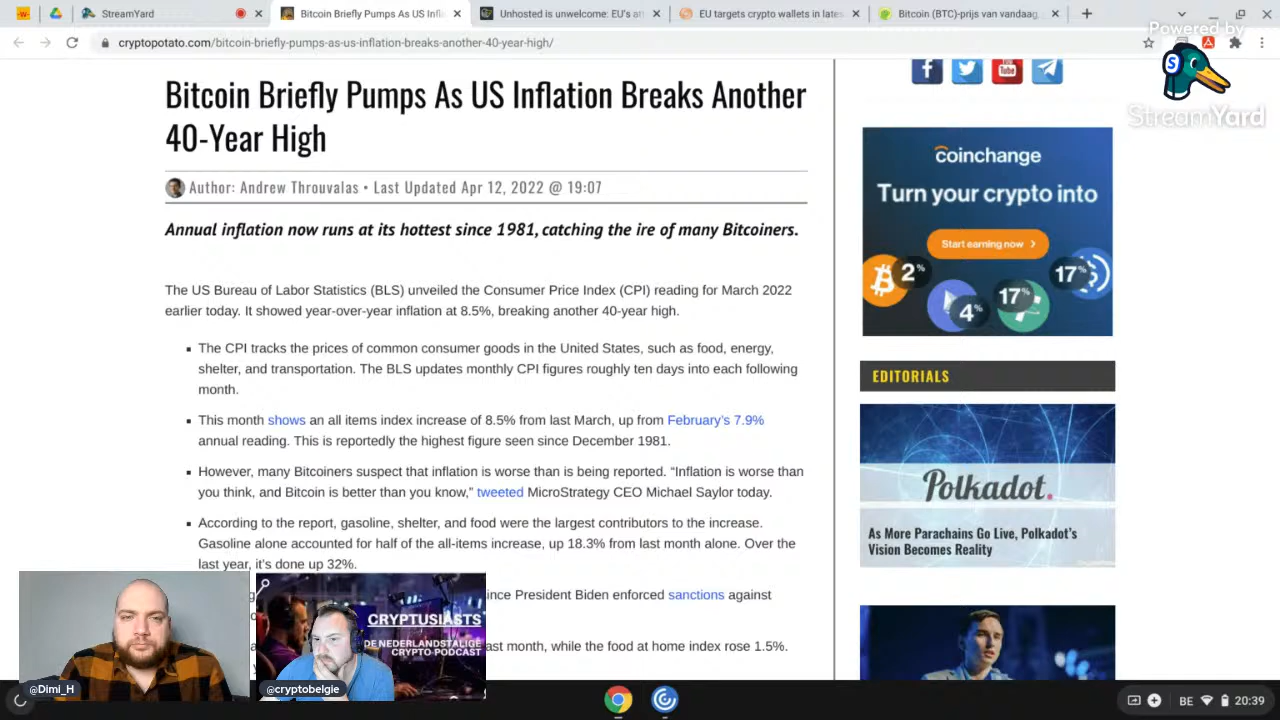 StreamYard
Bitcoin Briefly Pumps As US Infl
Unhosted is unwelcome: EU's at
EU targets crypto wallets in lates
Bitcoin (BTC)-prijs van vandaag,
cryptopotato.com/bitcoin-briefly-pumps-as-us-inflation-breaks-another-40-year-high/
Powered by
StreamYard
Bitcoin Briefly Pumps As US Inflation Breaks Another
40-Year High
Author: Andrew Throuvalas • Last Updated Apr 12, 2022 @ 19:07
Annual inflation now runs at its hottest since 1981, catching the ire of many Bitcoiners.
The US Bureau of Labor Statistics (BLS) unveiled the Consumer Price Index (CPI) reading for March 2022
earlier today. It showed year-over-year inflation at 8.5%, breaking another 40-year high.
The CPI tracks the prices of common consumer goods in the United States, such as food, energy,
shelter, and transportation. The BLS updates monthly CPI figures roughly ten days into each following
month.
This month shows an all items index increase of 8.5% from last March, up from February's 7.9%
annual reading. This is reportedly the highest figure seen since December 1981.
However, many Bitcoiners suspect that inflation is worse than is being reported. “Inflation is worse than
you think, and Bitcoin is better than you know,” tweeted MicroStrategy CEO Michael Saylor today.
According to the report, gasoline, shelter, and food were the largest contributors to the increase.
Gasoline alone accounted for half of the all-items increase, up 18.3% from last month alone. Over the
last year, it's done up 32%.
ince President Biden enforced sanctions against
ast month, while the food at home index rose 1.5%.
You Tube
coinchange
Turn your crypto into
Start earning now
2%
4%
17%
17%
EDITORIALS
Polkadot.
As More Parachains Go Live, Polkadot's
Vision Becomes Reality
CRYPTUSIASTS
DE NEDERLANDSTALIGE
CRYPTO PODCAST
@Dimi_H
@cryptobelgie
BE
20:39